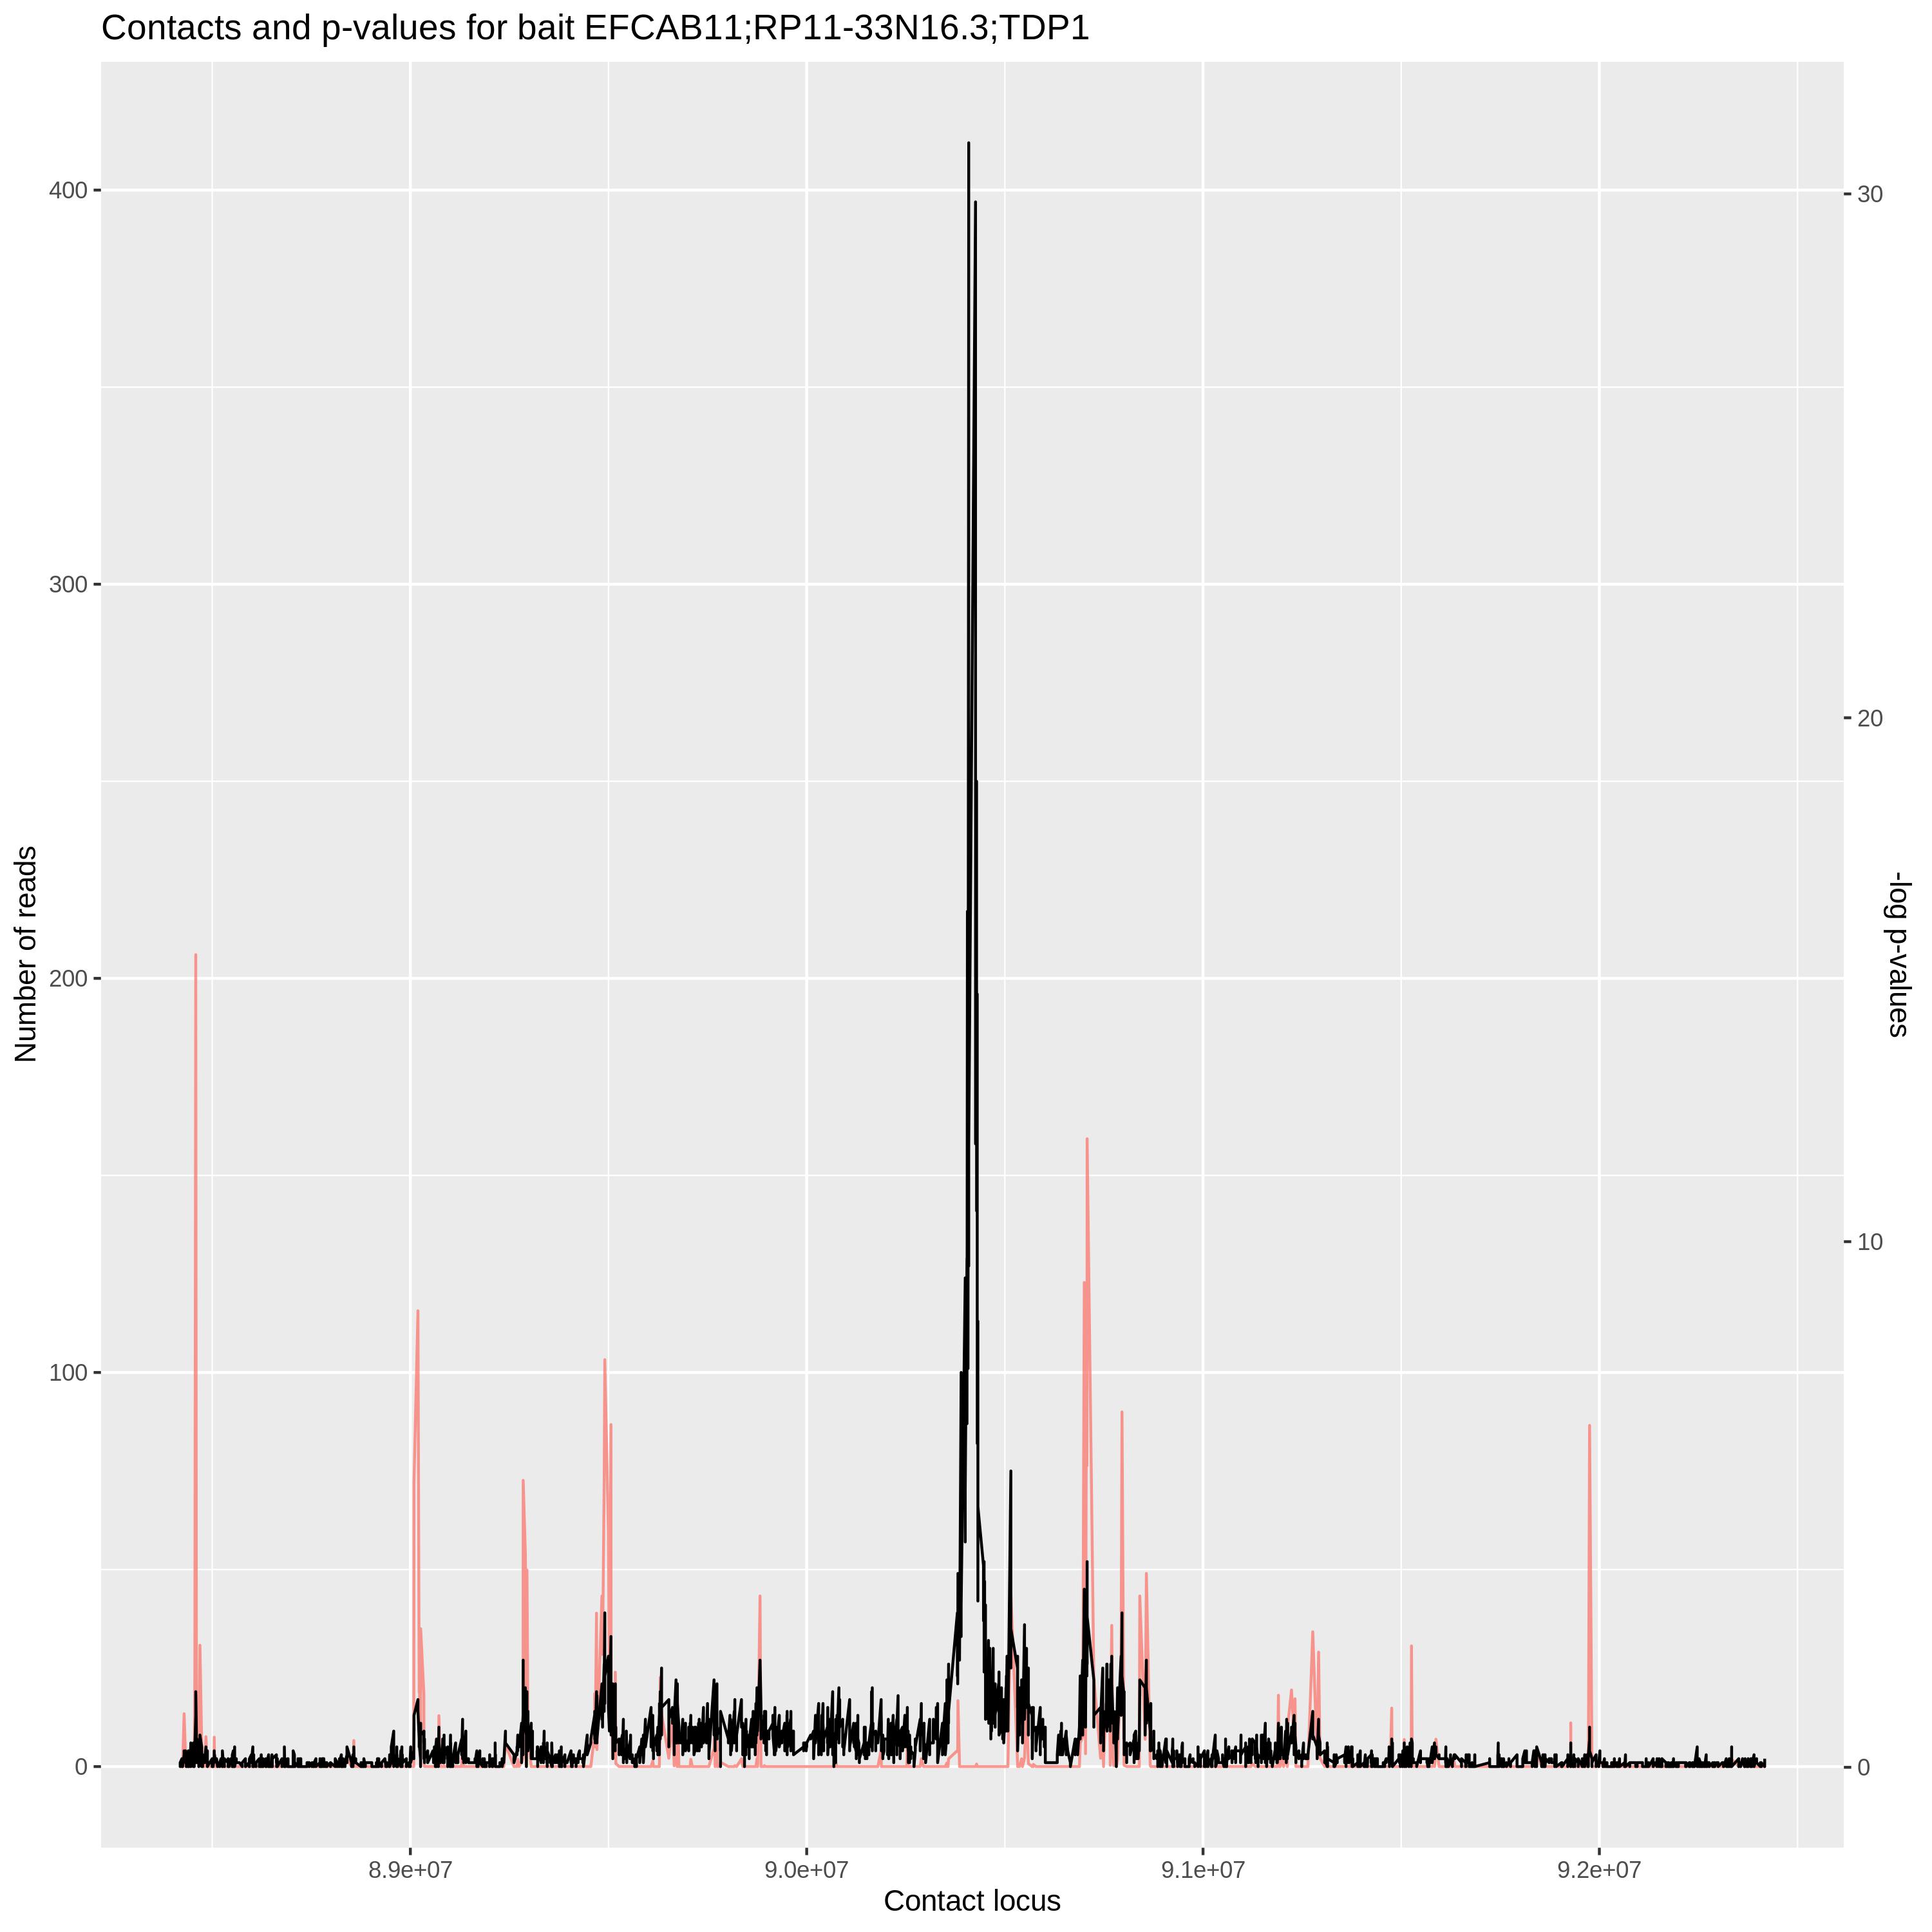 Contacts and p-values for bait EFCAB11;RP11-33N16.3;TDP1
400
300
200
100
0
Number of reads
30
20
10
0
-log p-values
8.9e+07
9.0e+07
9.1e+07
9.2e+07
Contact locus